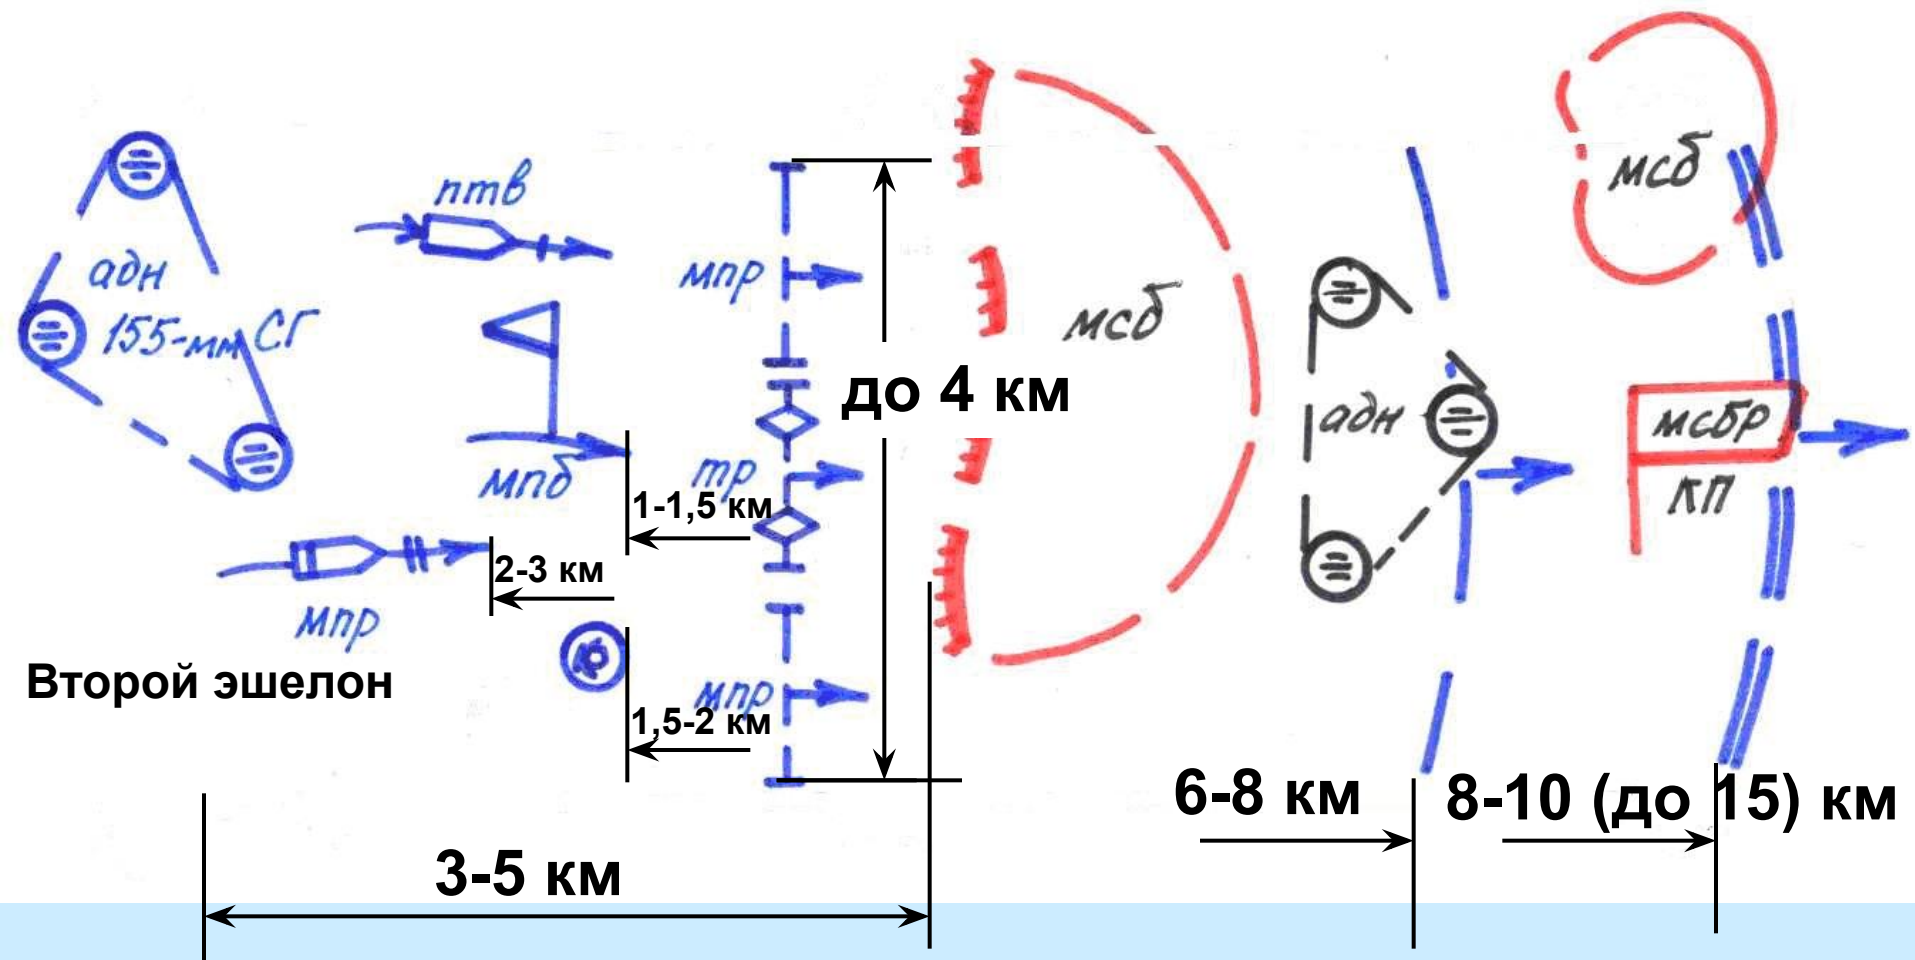 адн
155-мм СГ
птв
мпб
мпр
Второй эшелон
мпр
тр
мпр
1-1,5 км
2-3 км
1,5-2 км
до 4 км
мсб
адн
мсб
мсбр
КП
6-8 км
8-10 (до 15) км
3-5 км